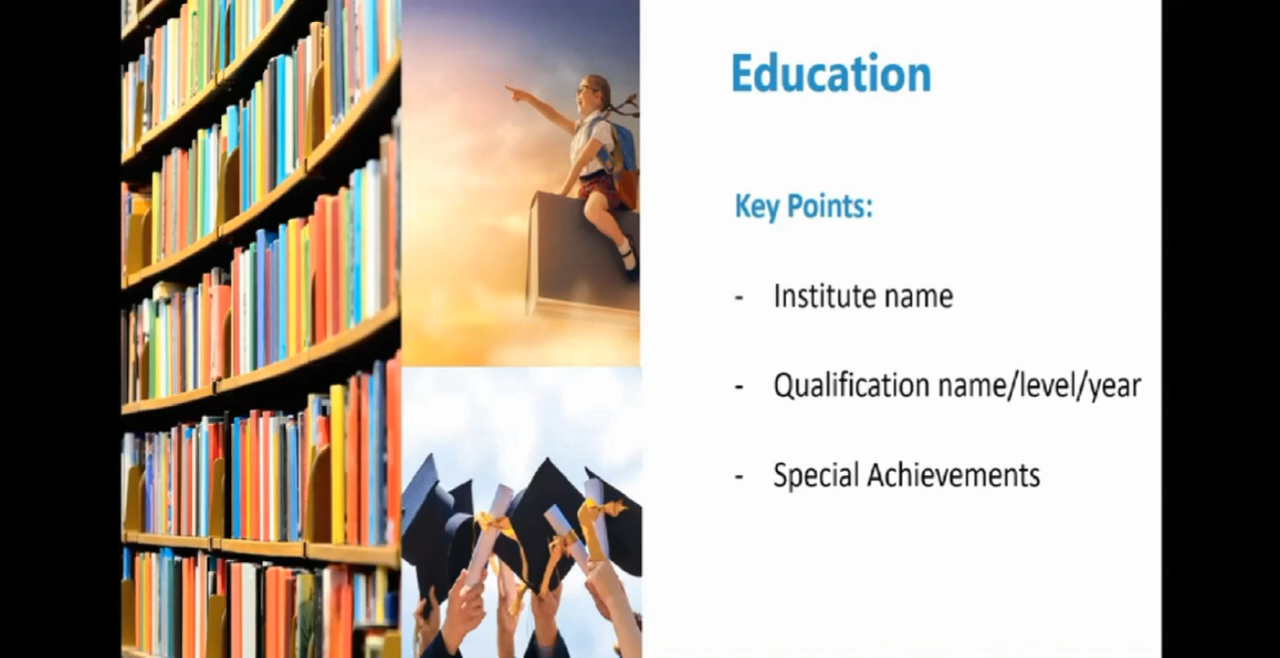 Education
Key Points:
- Institute name
- Qualification name/level/year
- Special Achievements